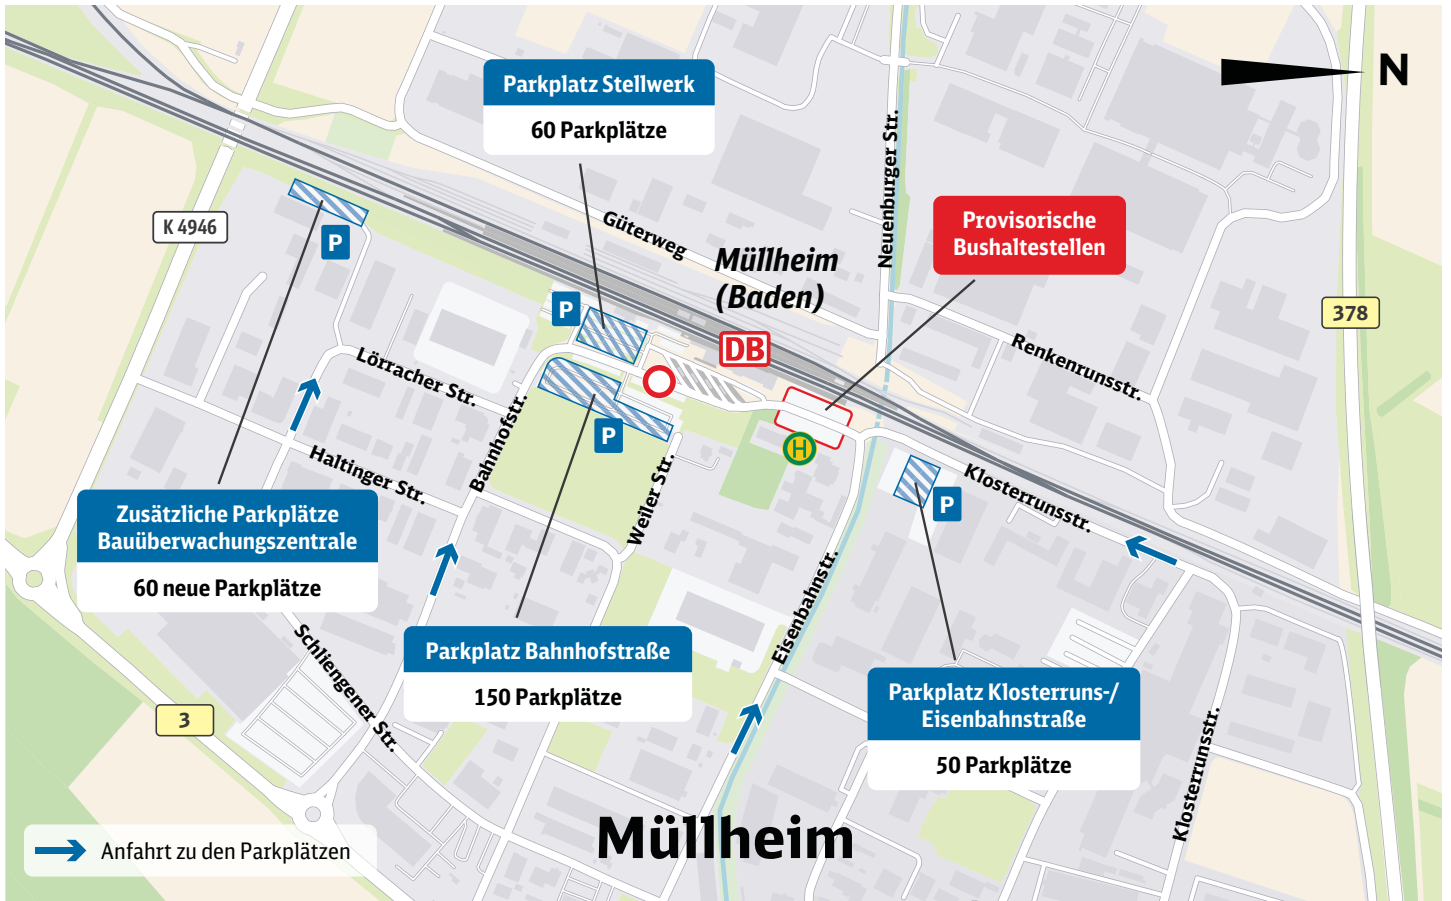 Parkplatz Stellwerk
60 Parkplätze
N
Neuenburger Str.
K 4946
P
Güterweg
Provisorische
Bushaltestellen
Müllheim
(Baden)
378
P
DB
Renkenrunsstr.
Lörracher Str.
Bahnhofstr.
P
H
Haltinger Str.
Weiler Str.
Klosterrunsstr.
P
Zusätzliche Parkplätze
Bauüberwachungszentrale
60 neue Parkplätze
Eisenbahnstr.
Schliengener Str.
Parkplatz Bahnhofstraße
150 Parkplätze
Parkplatz Klosterruns-/
Eisenbahnstraße
50 Parkplätze
3
Klosterrunsstr.
Müllheim
Anfahrt zu den Parkplätzen